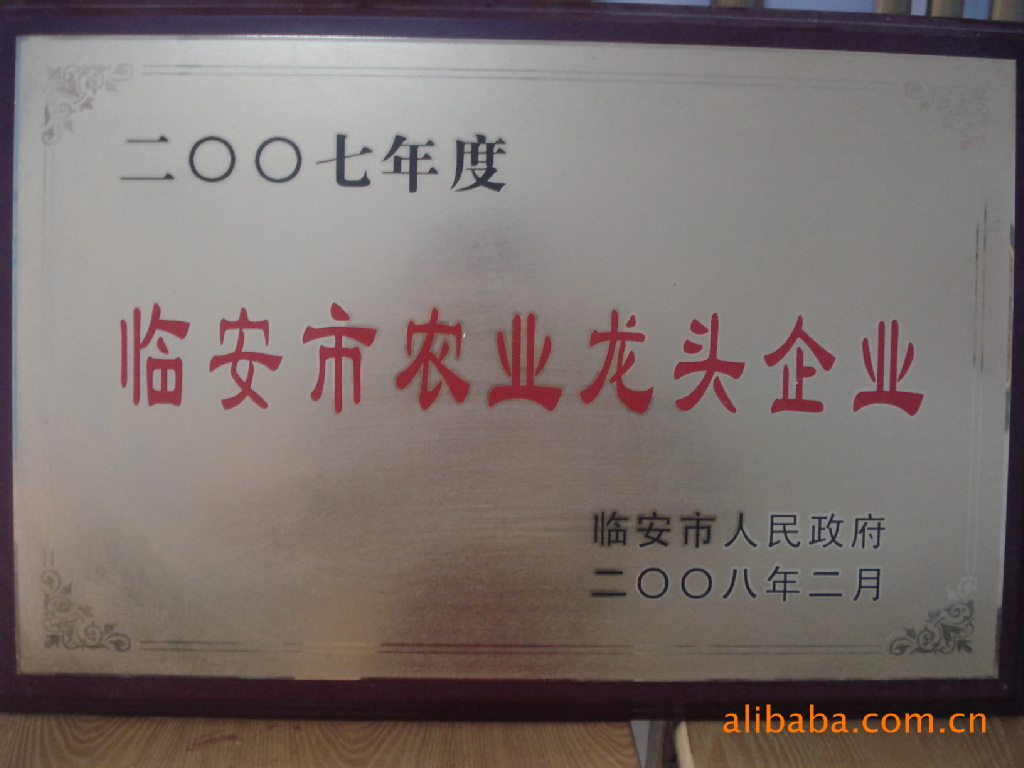 二〇〇七年度
临安市农业龙头企业
临安市人民政府
二〇〇八年二月
alibaba.com.cn